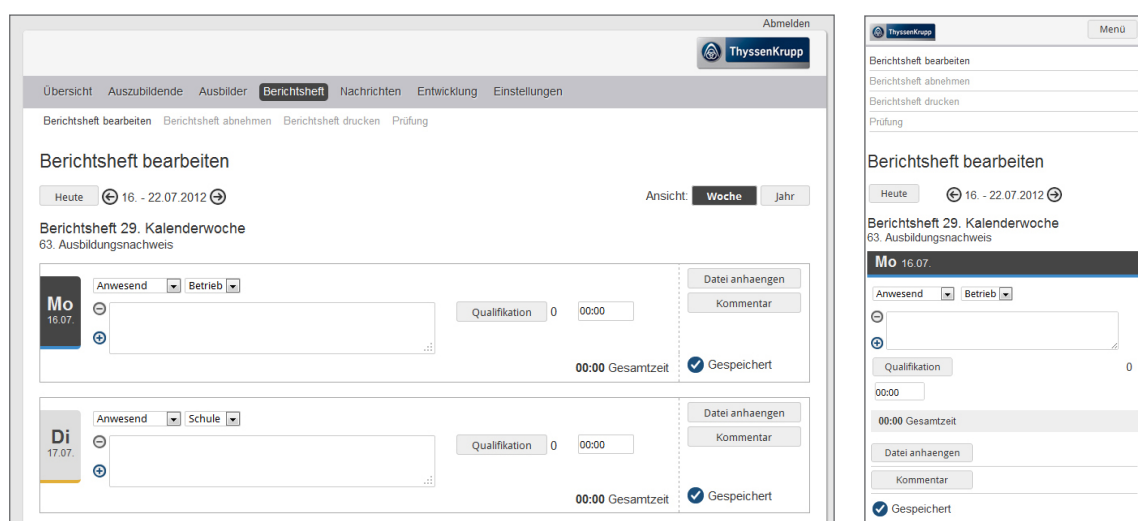 Abmelden
ThyssenKrupp
Übersicht Auszubildende Ausbilder Berichtsheft Nachrichten Entwicklung Einstellungen
Berichtsheft bearbeiten Berichtsheft abnehmen Berichtsheft drucken Prüfung
Berichtsheft bearbeiten
Heute 16. - 22.07.2012 Ansicht: Woche Jahr
Berichtsheft 29. Kalenderwoche
63. Ausbildungsnachweis
Mo
16.07.
Anwesend Betrieb
Qualifikation 0 00:00
00:00 Gesamtzeit
Datei anhaengen
Kommentar
Gespeichert
Di
17.07.
Anwesend Schule
Qualifikation 0 00:00
00:00 Gesamtzeit
Datei anhaengen
Kommentar
Gespeichert
ThyssenKrupp Menü
Berichtsheft bearbeiten
Berichtsheft abnehmen
Berichtsheft drucken
Prüfung
Berichtsheft bearbeiten
Heute 16. - 22.07.2012
Berichtsheft 29. Kalenderwoche
63. Ausbildungsnachweis
Mo 16.07.
Anwesend Betrieb
Qualifikation 0
00:00
00:00 Gesamtzeit
Datei anhaengen
Kommentar
Gespeichert